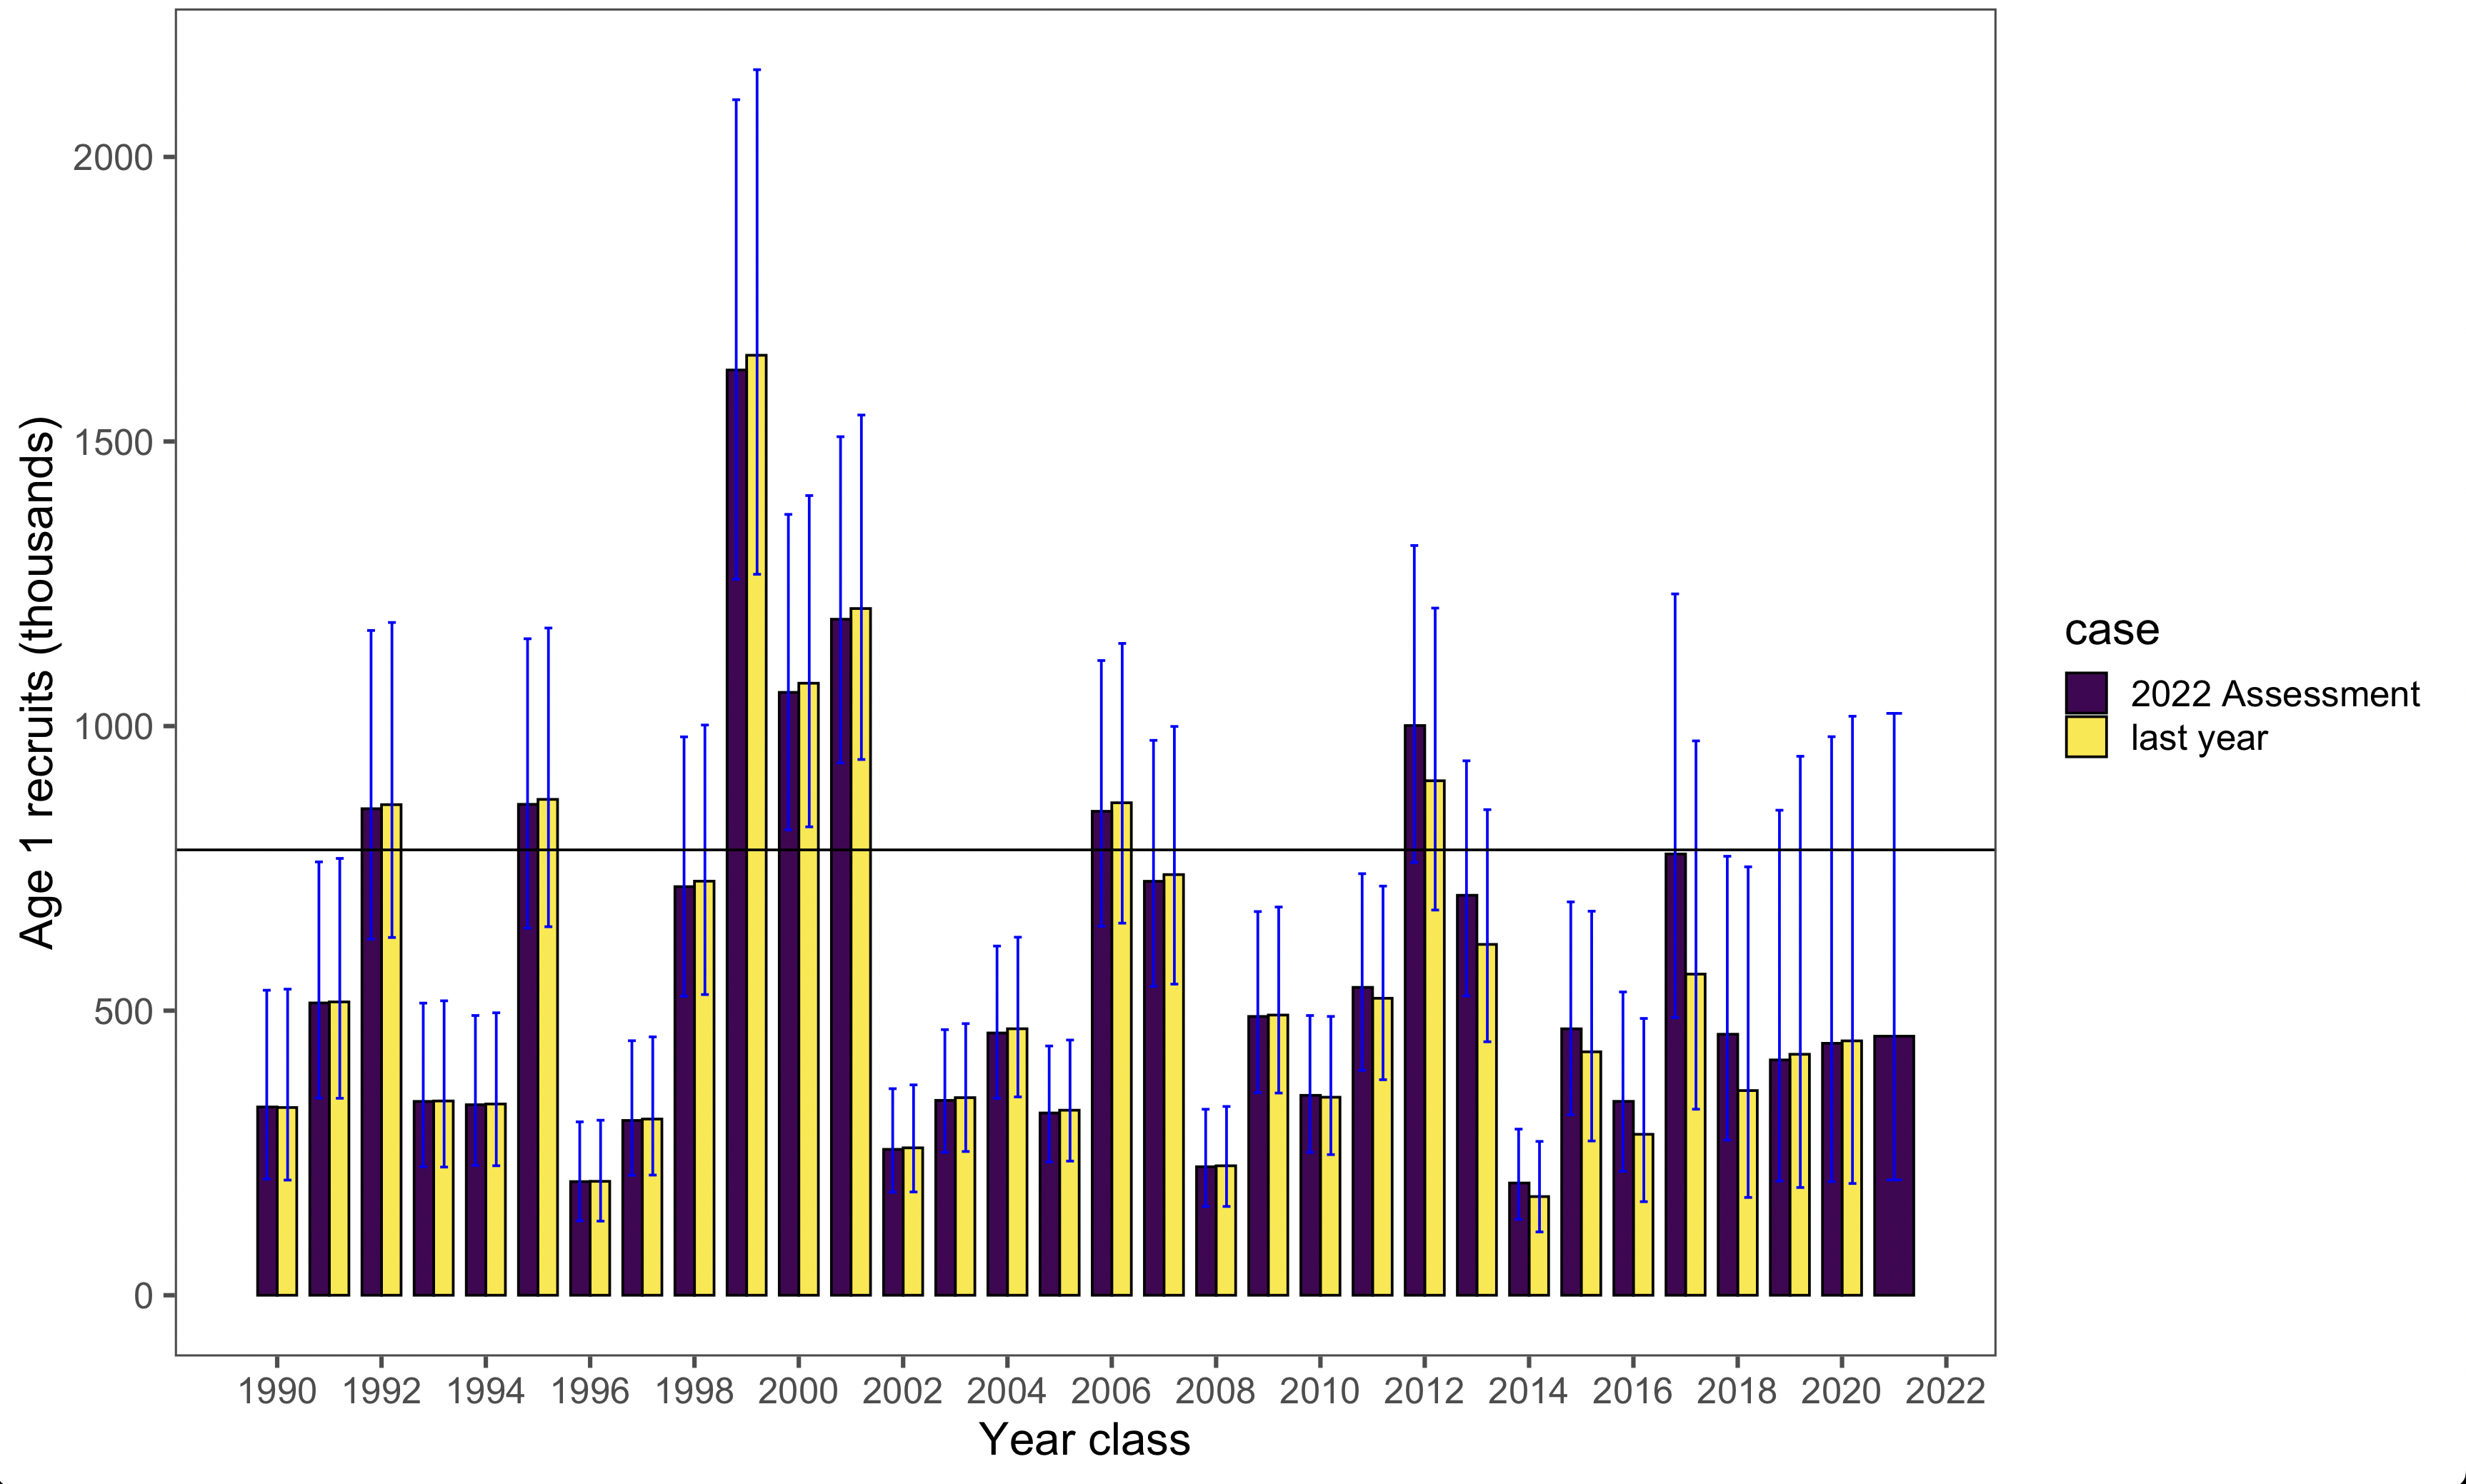 Age 1 recruits (thousands)
2000
1500
1000
500
0
1990 1992 1994 1996 1998 2000 2002 2004 2006 2008 2010 2012 2014 2016 2018 2020 2022
Year class
case
2022 Assessment
last year